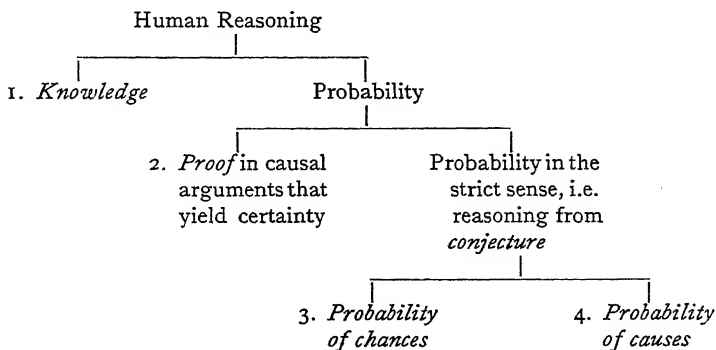 Human Reasoning
1. Knowledge
Probability
2. Proof in causal
arguments that
yield certainty
Probability in the
strict sense, i.e.
reasoning from
conjecture
3. Probability
of chances
4. Probability
of causes